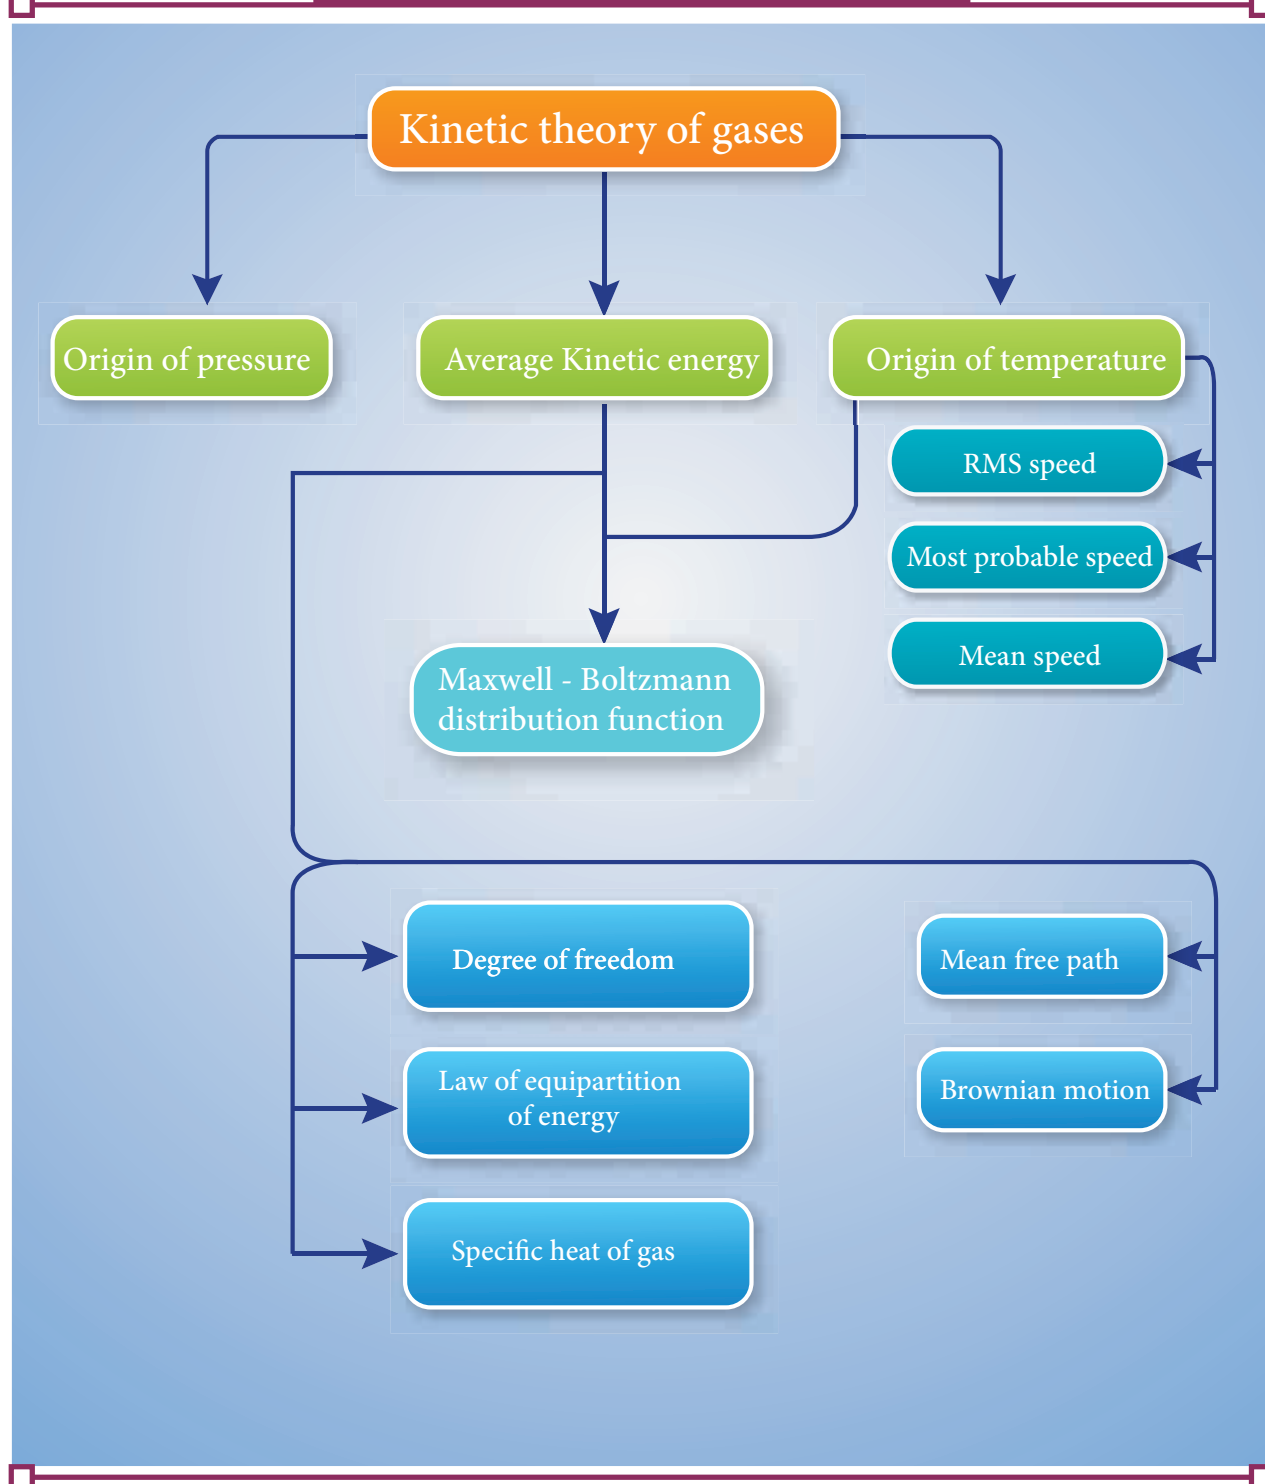 Kinetic theory of gases
Origin of pressure
Average Kinetic energy
Origin of temperature
RMS speed
Most probable speed
Mean speed
Maxwell - Boltzmann
distribution function
Degree of freedom
Mean free path
Law of equipartition
of energy
Brownian motion
Specific heat of gas